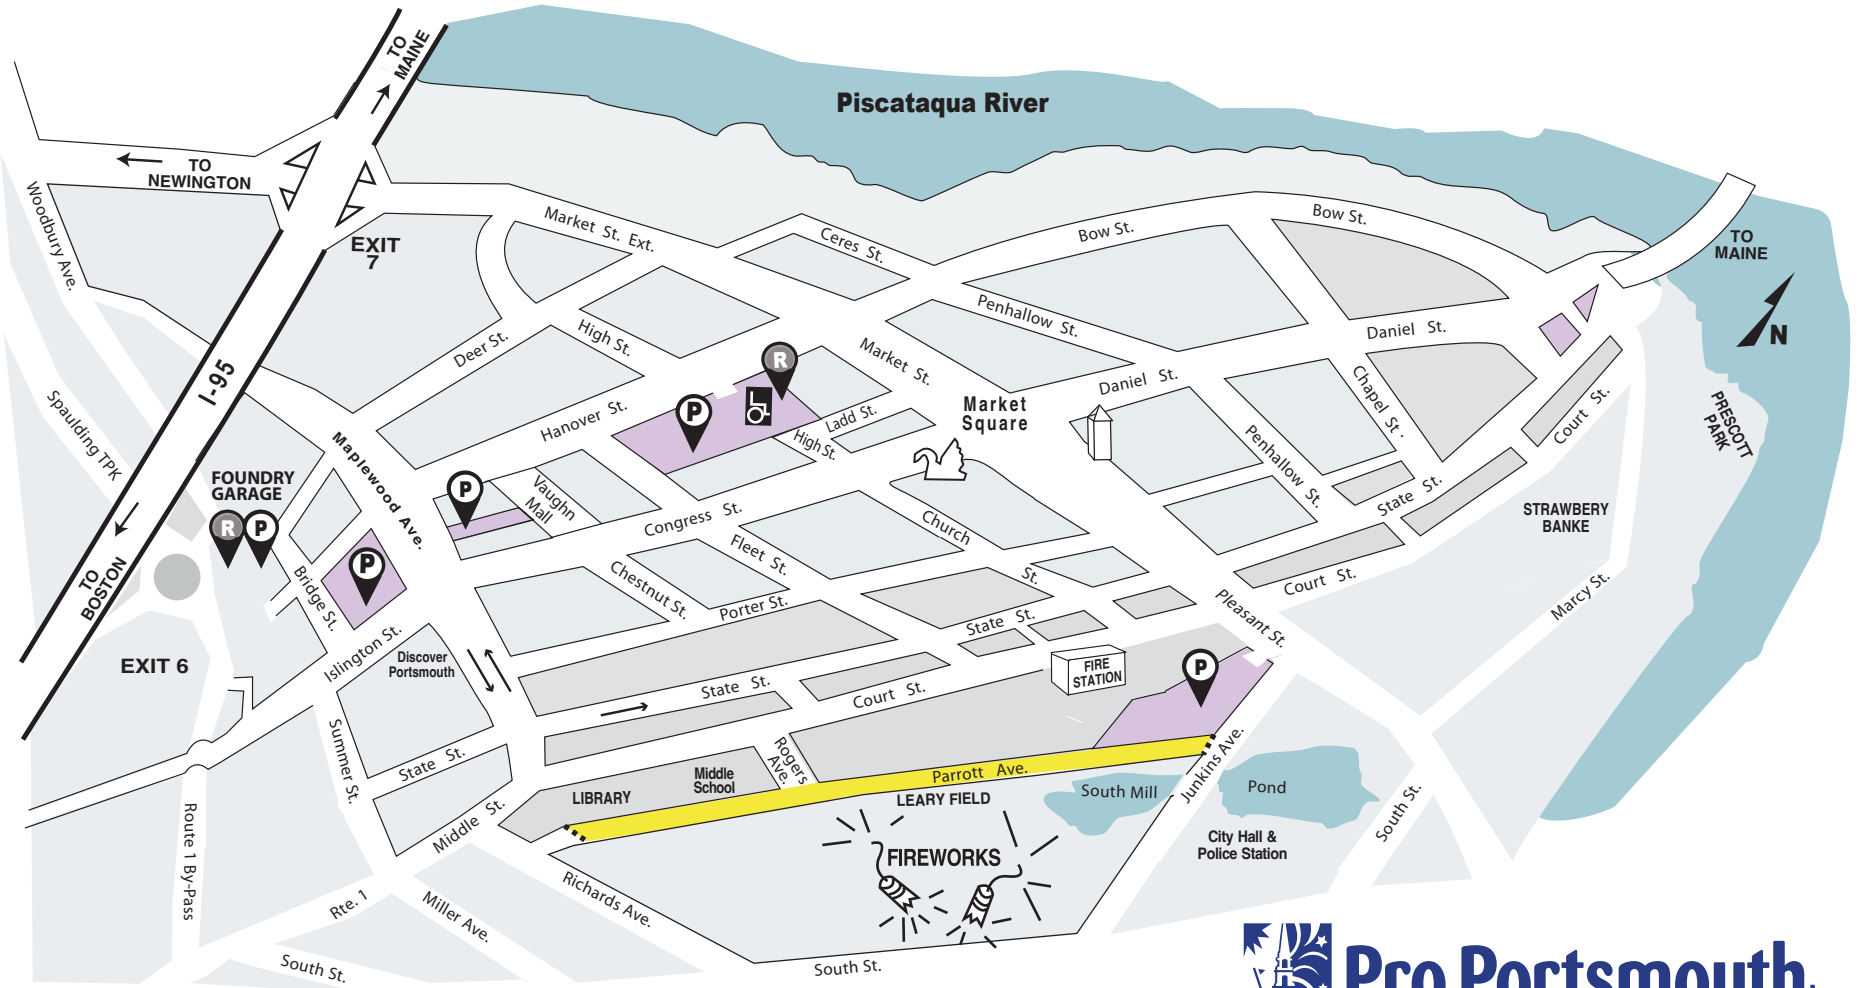 TO
MAINE
Piscataqua River
TO
NEWINGTON
Woodbury Ave.
EXIT
7
Market St. Ext.
Ceres St.
Bow St.
Bow St.
TO
MAINE
N
Penhallow St.
Daniel St.
Deer St.
High St.
Market St.
Daniel St.
Chapel St.
Court St.
PRESCOTT
PARK
I-95
Spaulding TPK
R
P
Hanover St.
Ladd St.
High St.
Market
Square
Penhallow St.
State St.
STRAWBERY
BANKE
Maplewood Ave.
FOUNDRY
GARAGE
R
P
P
Vaughn
Mall
Congress St.
Church
St.
Fleet St.
P
TO
BOSTON
Bridge St.
Chestnut St.
Porter St.
State St.
Court St.
Pleasant St.
Marcy St.
EXIT 6
Islington St.
Discover
Portsmouth
FIRE
STATION
P
State St.
Court St.
Summer St.
State St.
Rogers
Ave.
Middle
School
Parrott Ave.
Junkins Ave.
LIBRARY
LEARY FIELD
South Mill
Pond
South St.
Route 1 By-Pass
Middle St.
FIREWORKS
City Hall &
Police Station
Rte. 1
Miller Ave.
Richards Ave.
South St.
South St.
Pro Portsmouth,